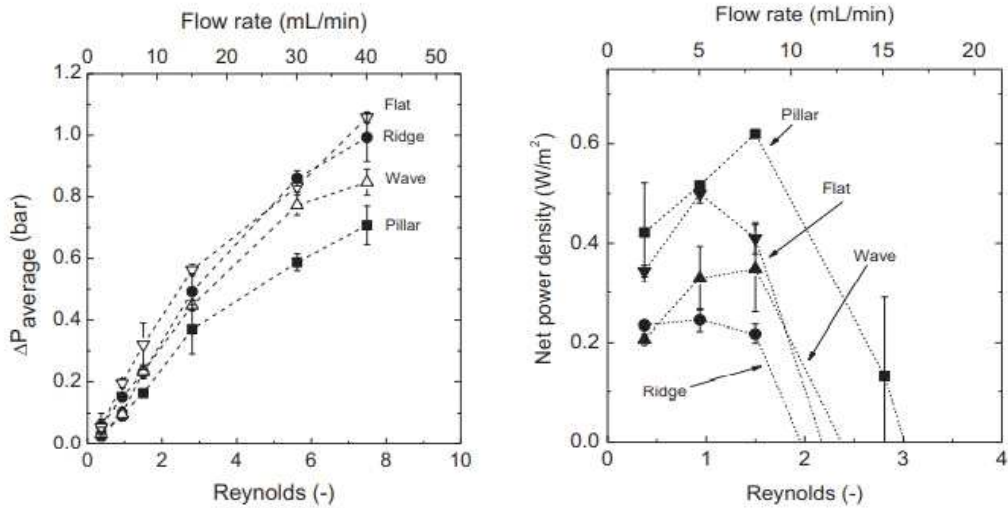 Flow rate (mL/min)
0 10 20 30 40 50
1.2
1.0
0.8
0.6
0.4
0.2
0.0
ΔP average (bar)
Flat
Ridge
Wave
Pillar
0 2 4 6 8 10
Reynolds (-)
Flow rate (mL/min)
0 5 10 15 20
0.6
0.4
0.2
0.0
Net power density (W/m²)
Pillar
Flat
Wave
Ridge
0 1 2 3 4
Reynolds (-)